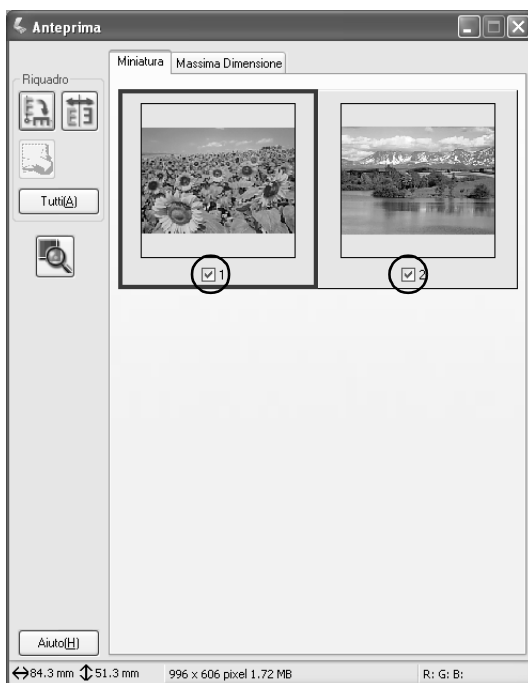 Anteprima
Miniatura
Massima Dimensione
Riquadro
Tutti(A)
1
2
Aiuto(H)
84.3 mm 51.3 mm 996 x 606 pixel 1.72 MB R: G: B: